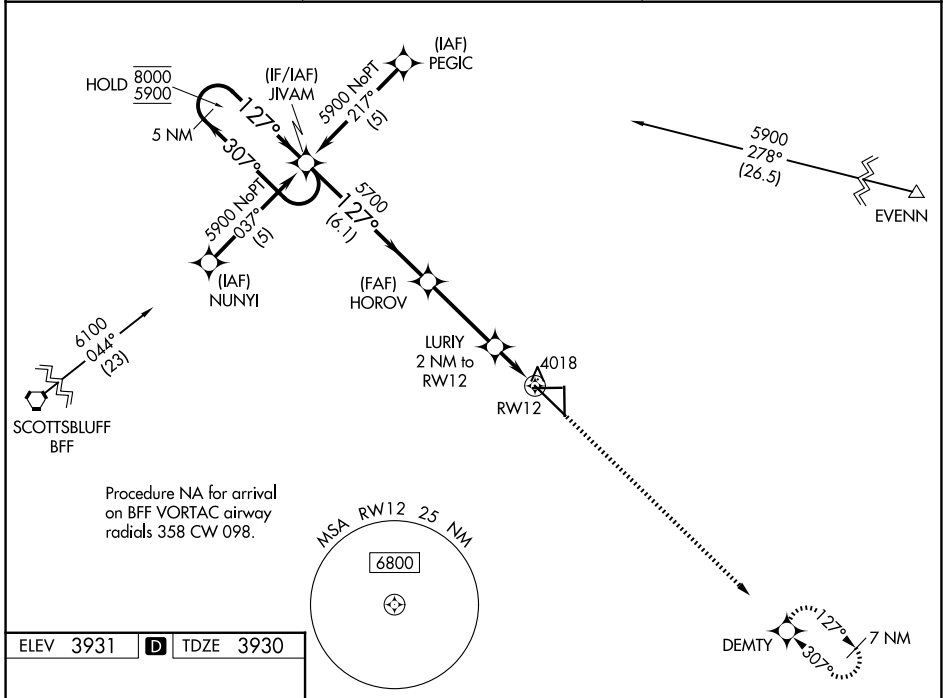 (IAF)
PEGIC
(IF/IAF)
JIVAM
HOLD 8000
5900
5 NM
127°
307°
5900 NoPT
217°
(5)
5900
278°
(26.5)
EVENN
5900 NoPT
037°
(5)
5700
127°
(6.1)
(IAF)
NUNYI
(FAF)
HOROV
6100
044°
(23)
LURIY
2 NM to
RW12
4018
RW12
SCOTTSBLUFF
BFF
Procedure NA for arrival
on BFF VORTAC airway
radials 358 CW 098.
MSA RW12 25 NM
6800
DEMTY
127°
307°
7 NM
ELEV 3931 D TDZE 3930